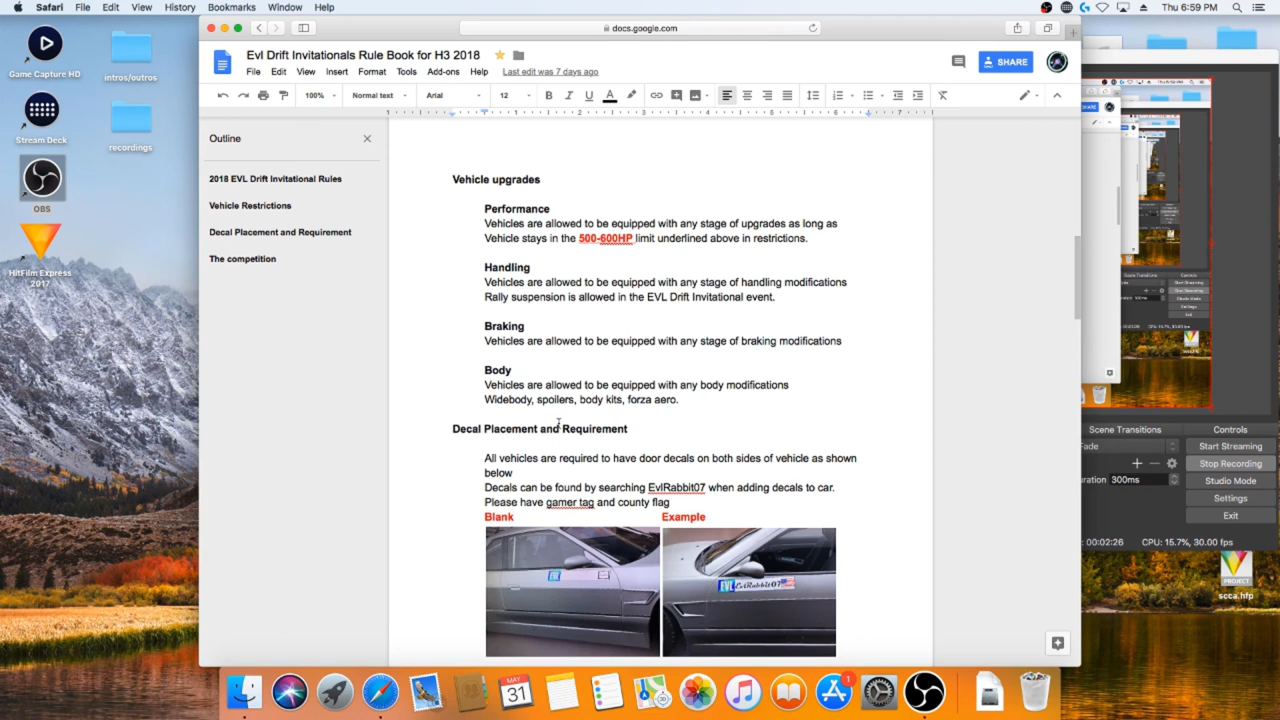 Safari File Edit View History Bookmarks Window Help
Thu 6:59 PM
Game Capture HD
intros/outros
Stream Deck
recordings
OBS
HitFilm Express
2017
docs.google.com
Evl Drift Invitationals Rule Book for H3 2018
SHARE
File Edit View Insert Format Tools Add-ons Help Last edit was 7 days ago
100% Normal text 12 B I U A
Outline
2018 EVL Drift Invitational Rules
Vehicle Restrictions
Decal Placement and Requirement
The competition
Vehicle upgrades
Performance
Vehicles are allowed to be equipped with any stage of upgrades as long as
Vehicle stays in the 500-600HP limit underlined above in restrictions.
Handling
Vehicles are allowed to be equipped with any stage of handling modifications
Rally suspension is allowed in the EVL Drift Invitational event.
Braking
Vehicles are allowed to be equipped with any stage of braking modifications
Body
Vehicles are allowed to be equipped with any body modifications
Widebody, spoilers, body kits, forza aero.
Decal Placement and Requirement
All vehicles are required to have door decals on both sides of vehicle as shown
below
Decals can be found by searching EvlRabbit07 when adding decals to car.
Please have gamer tag and county flag
Blank Example
EVL
EVL EvlRabbit07
Scene Transitions Controls
Fade
Start Streaming
uration 300ms
Stop Recording
Studio Mode
Settings
Exit
: 00:02:26 CPU: 15.7%, 30.00 fps
PROJECT
scca.hfp
MAY
31
1